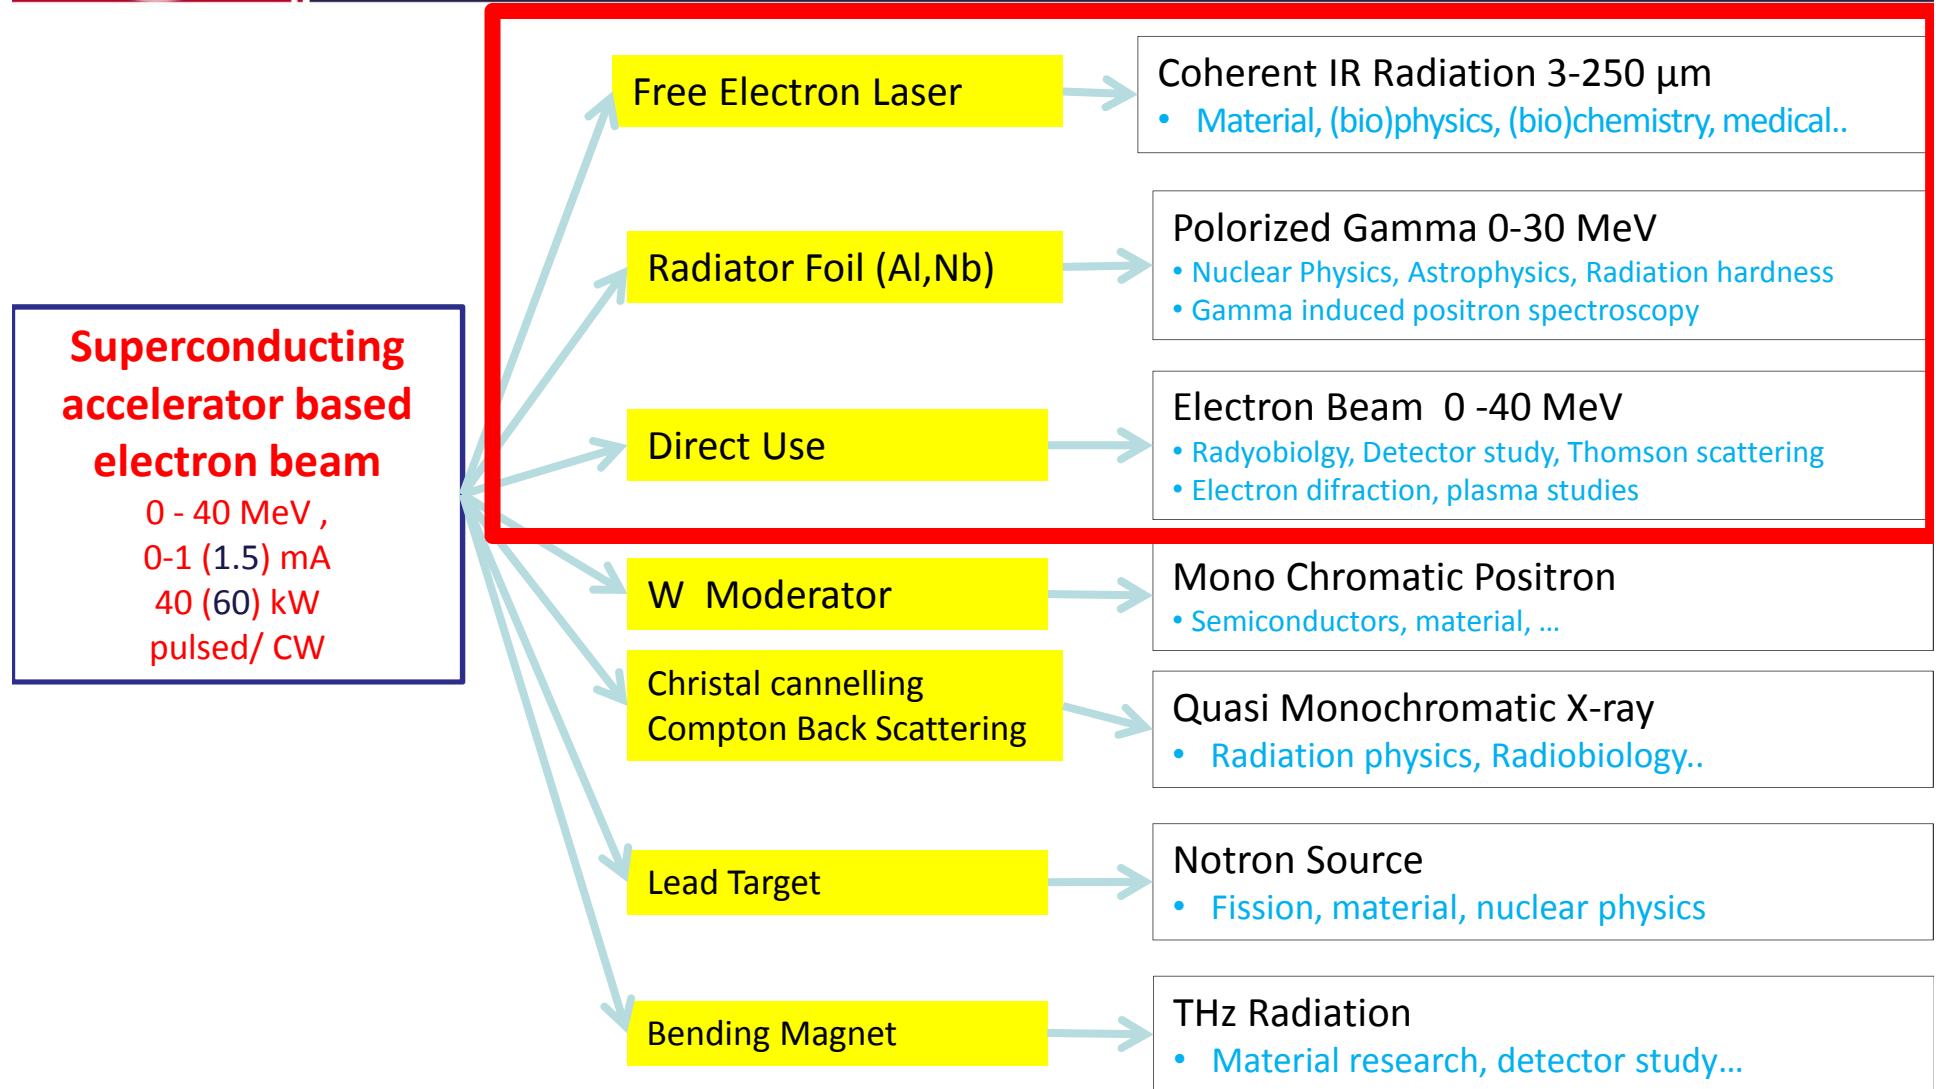 Superconducting
accelerator based
electron beam
0 - 40 MeV ,
0-1 (1.5) mA
40 (60) kW
pulsed/ CW
Free Electron Laser
Coherent IR Radiation 3-250 µm
• Material, (bio)physics, (bio)chemistry, medical..
Radiator Foil (Al,Nb)
Polorized Gamma 0-30 MeV
• Nuclear Physics, Astrophysics, Radiation hardness
• Gamma induced positron spectroscopy
Direct Use
Electron Beam 0 -40 MeV
• Radyobiolgy, Detector study, Thomson scattering
• Electron difraction, plasma studies
W Moderator
Mono Chromatic Positron
• Semiconductors, material, …
Christal cannelling
Compton Back Scattering
Quasi Monochromatic X-ray
• Radiation physics, Radiobiology..
Lead Target
Notron Source
• Fission, material, nuclear physics
Bending Magnet
THz Radiation
• Material research, detector study…